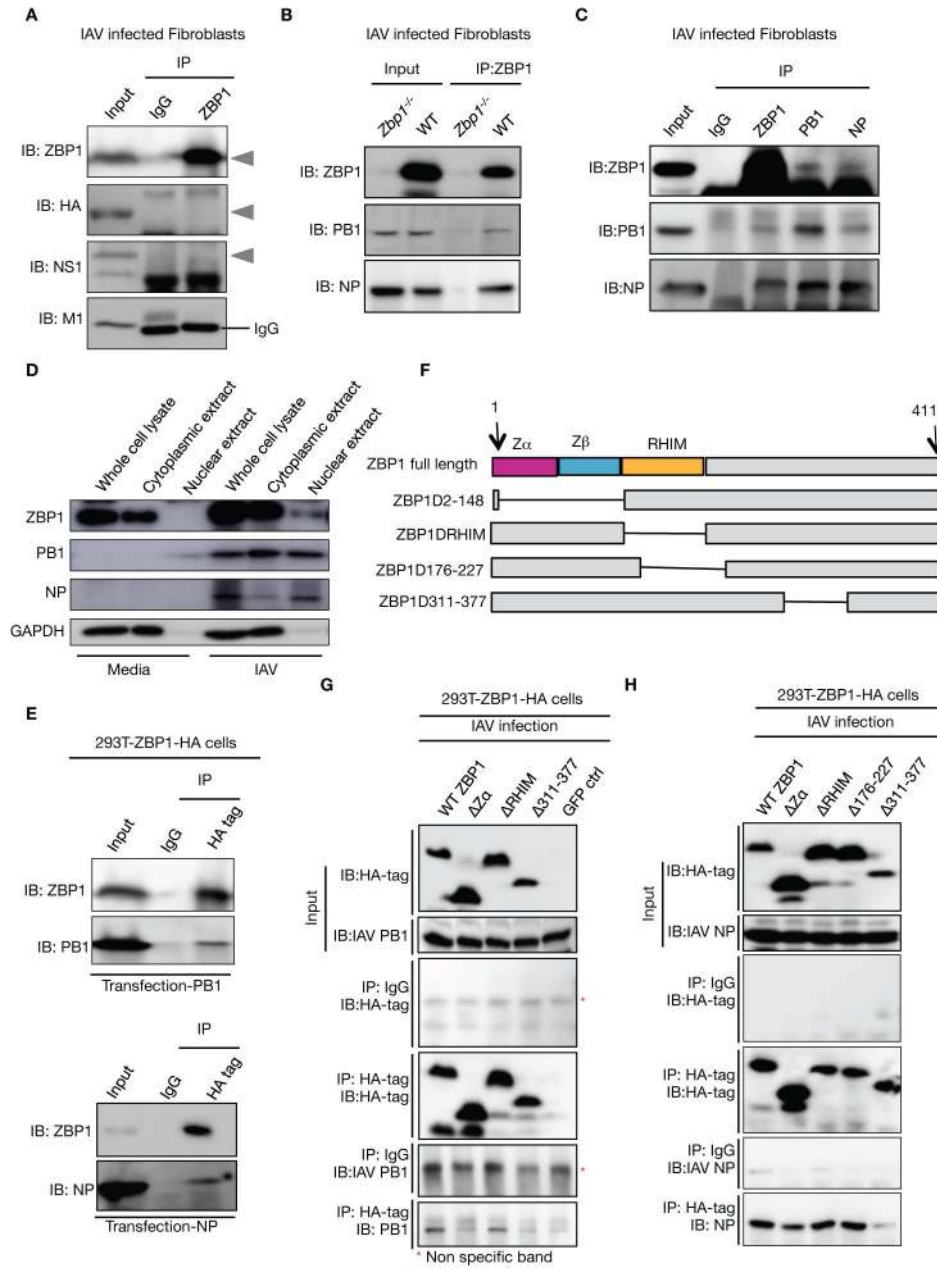 A
IAV infected Fibroblasts
IP
Input
IgG
ZBP1
IB: ZBP1
IB: HA
IB: NS1
IB: M1
IgG
B
IAV infected Fibroblasts
Input
IP:ZBP1
Zbp1-/-
WT
Zbp1-/-
WT
IB: ZBP1
IB: PB1
IB: NP
C
IAV infected Fibroblasts
IP
Input
IgG
ZBP1
PB1
NP
IB:ZBP1
IB:PB1
IB:NP
D
Whole cell lysate
Cytoplasmic extract
Nuclear extract
Whole cell lysate
Cytoplasmic extract
Nuclear extract
ZBP1
PB1
NP
GAPDH
Media
IAV
F
1
411
Zα
Zβ
RHIM
ZBP1 full length
ZBP1D2-148
ZBP1DRHIM
ZBP1D176-227
ZBP1D311-377
E
293T-ZBP1-HA cells
IP
Input
IgG
HA tag
IB: ZBP1
IB: PB1
Transfection-PB1
IP
Input
IgG
HA tag
IB: ZBP1
IB: NP
Transfection-NP
G
293T-ZBP1-HA cells
IAV infection
WT ZBP1
ΔZα
ΔRHIM
Δ311-377
GFP ctrl
Input
IB:HA-tag
IB:IAV PB1
IP: IgG
IB:HA-tag
*
IP: HA-tag
IB:HA-tag
IP: IgG
IB:IAV PB1
*
IP: HA-tag
IB: PB1
* Non specific band
H
293T-ZBP1-HA cells
IAV infection
WT ZBP1
ΔZα
ΔRHIM
Δ176-227
Δ311-377
Input
IB:HA-tag
IB:IAV NP
IP: IgG
IB:HA-tag
IP: HA-tag
IB:HA-tag
IP: IgG
IB:IAV NP
IP: HA-tag
IB: NP